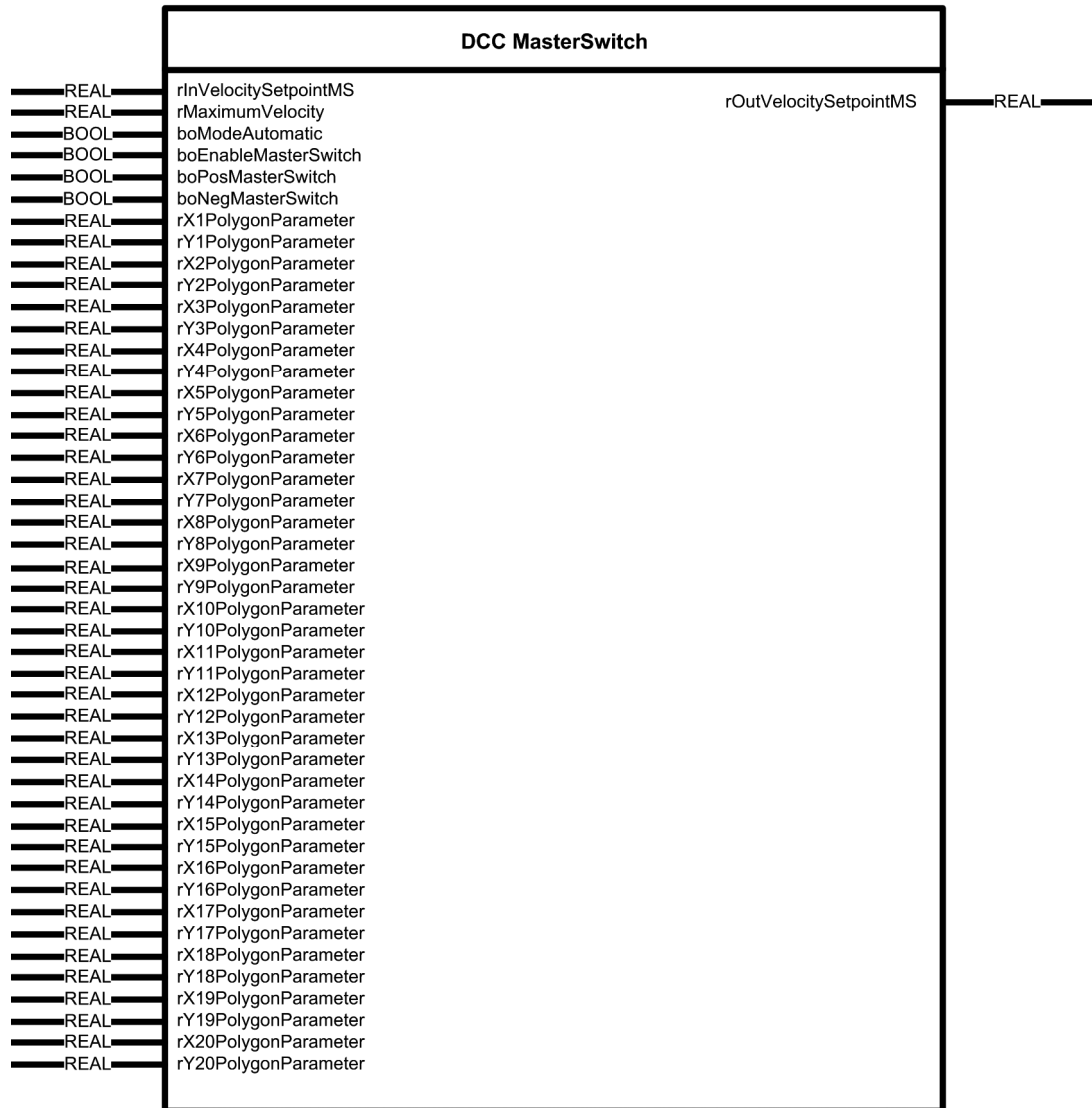 DCC MasterSwitch
REAL rInVelocitySetpointMS rOutVelocitySetpointMS REAL
REAL rMaximumVelocity
BOOL boModeAutomatic
BOOL boEnableMasterSwitch
BOOL boPosMasterSwitch
BOOL boNegMasterSwitch
REAL rX1PolygonParameter
REAL rY1PolygonParameter
REAL rX2PolygonParameter
REAL rY2PolygonParameter
REAL rX3PolygonParameter
REAL rY3PolygonParameter
REAL rX4PolygonParameter
REAL rY4PolygonParameter
REAL rX5PolygonParameter
REAL rY5PolygonParameter
REAL rX6PolygonParameter
REAL rY6PolygonParameter
REAL rX7PolygonParameter
REAL rY7PolygonParameter
REAL rX8PolygonParameter
REAL rY8PolygonParameter
REAL rX9PolygonParameter
REAL rY9PolygonParameter
REAL rX10PolygonParameter
REAL rY10PolygonParameter
REAL rX11PolygonParameter
REAL rY11PolygonParameter
REAL rX12PolygonParameter
REAL rY12PolygonParameter
REAL rX13PolygonParameter
REAL rY13PolygonParameter
REAL rX14PolygonParameter
REAL rY14PolygonParameter
REAL rX15PolygonParameter
REAL rY15PolygonParameter
REAL rX16PolygonParameter
REAL rY16PolygonParameter
REAL rX17PolygonParameter
REAL rY17PolygonParameter
REAL rX18PolygonParameter
REAL rY18PolygonParameter
REAL rX19PolygonParameter
REAL rY19PolygonParameter
REAL rX20PolygonParameter
REAL rY20PolygonParameter